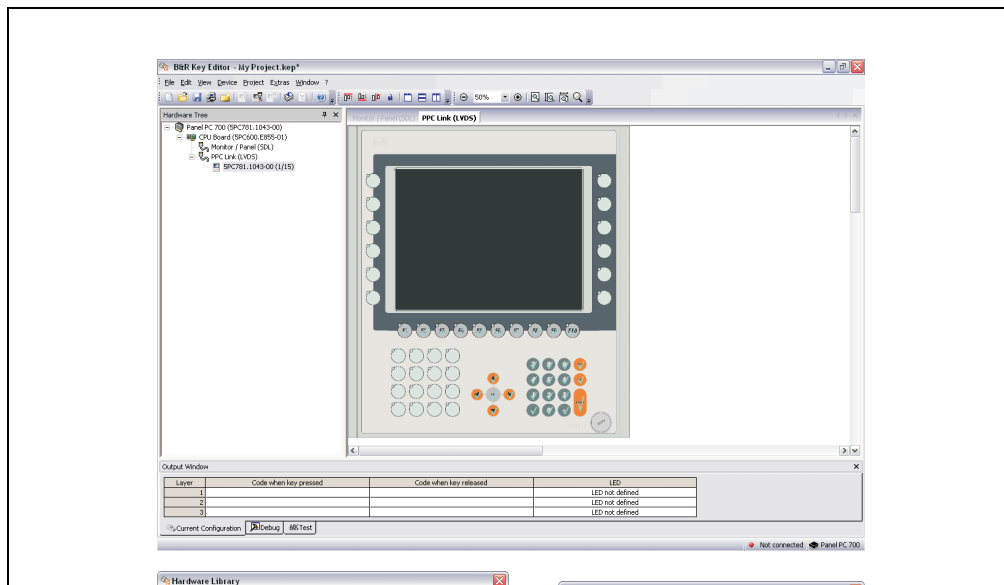 B&R Key Editor - My Project.kep*
File Edit View Device Project Extras Window ?
50%
Hardware Tree
Monitor / Panel (SDL) PPC Link (LVDS)
Panel PC 700 (5PC781.1043-00)
CPU Board (5PC600.E855-01)
Monitor / Panel (SDL)
PPC Link (LVDS)
5PC781.1043-00 (1/15)
Output Window
Layer Code when key pressed Code when key released LED
1 LED not defined
2 LED not defined
3 LED not defined
Current Configuration Debug Test
Not connected Panel PC 700
Hardware Library